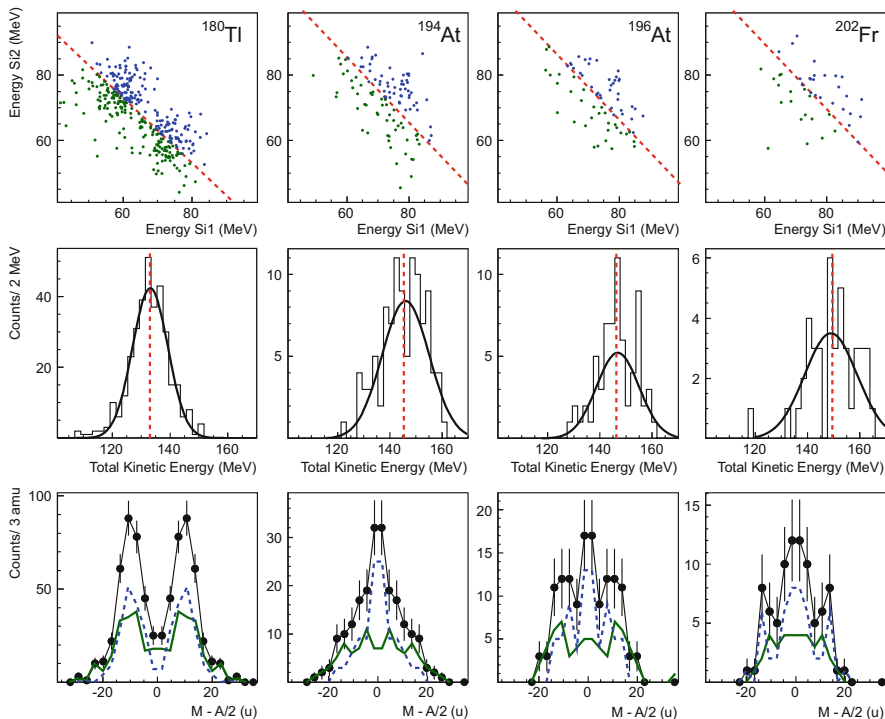 Energy Si2 (MeV)
80
60
60 80
Energy Si1 (MeV)
¹⁸⁰Tl
60 80
Energy Si1 (MeV)
¹⁹⁴At
80
60
60 80
Energy Si1 (MeV)
¹⁹⁶At
80
60
60 80
Energy Si1 (MeV)
²⁰²Fr
80
60
Counts/ 2 MeV
40
20
120 140 160
Total Kinetic Energy (MeV)
10
5
120 140 160
Total Kinetic Energy (MeV)
10
5
120 140 160
Total Kinetic Energy (MeV)
6
4
2
120 140 160
Total Kinetic Energy (MeV)
Counts/ 3 amu
100
50
-20 0 20
M - A/2 (u)
30
20
10
-20 0 20
M - A/2 (u)
20
15
10
5
-20 0 20
M - A/2 (u)
15
10
5
-20 0 20
M - A/2 (u)